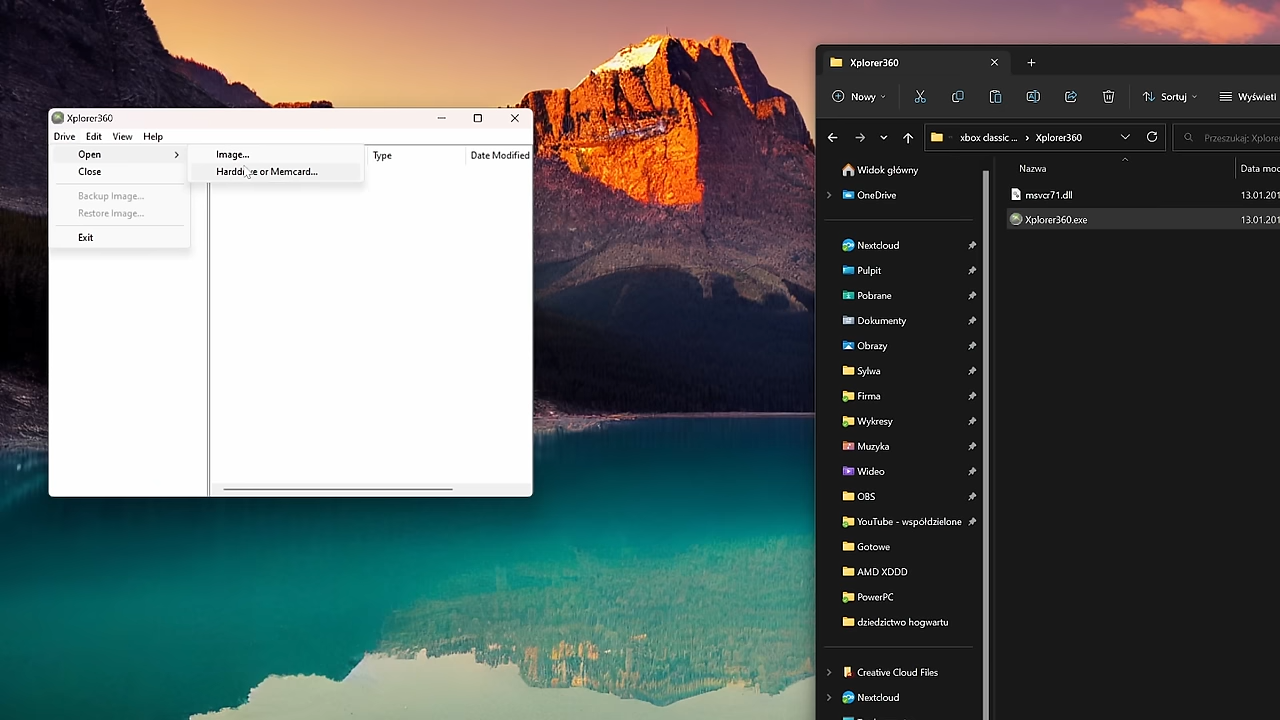 Xplorer360
Drive Edit View Help
Open
Close
Backup Image...
Restore Image...
Exit
Image...
Harddrive or Memcard...
Type
Date Modified
Xplorer360
Nowy
Sortuj
Wyświetl
xbox classic ... › Xplorer360
Przeszukaj: Xplorer
Widok główny
OneDrive
Nextcloud
Pulpit
Pobrane
Dokumenty
Obrazy
Sylwa
Firma
Wykresy
Muzyka
Wideo
OBS
YouTube - współdzielone
Gotowe
AMD XDDD
PowerPC
dziedzictwo hogwartu
Creative Cloud Files
Nextcloud
Nazwa
Data mod
msvcr71.dll
13.01.201
Xplorer360.exe
13.01.201